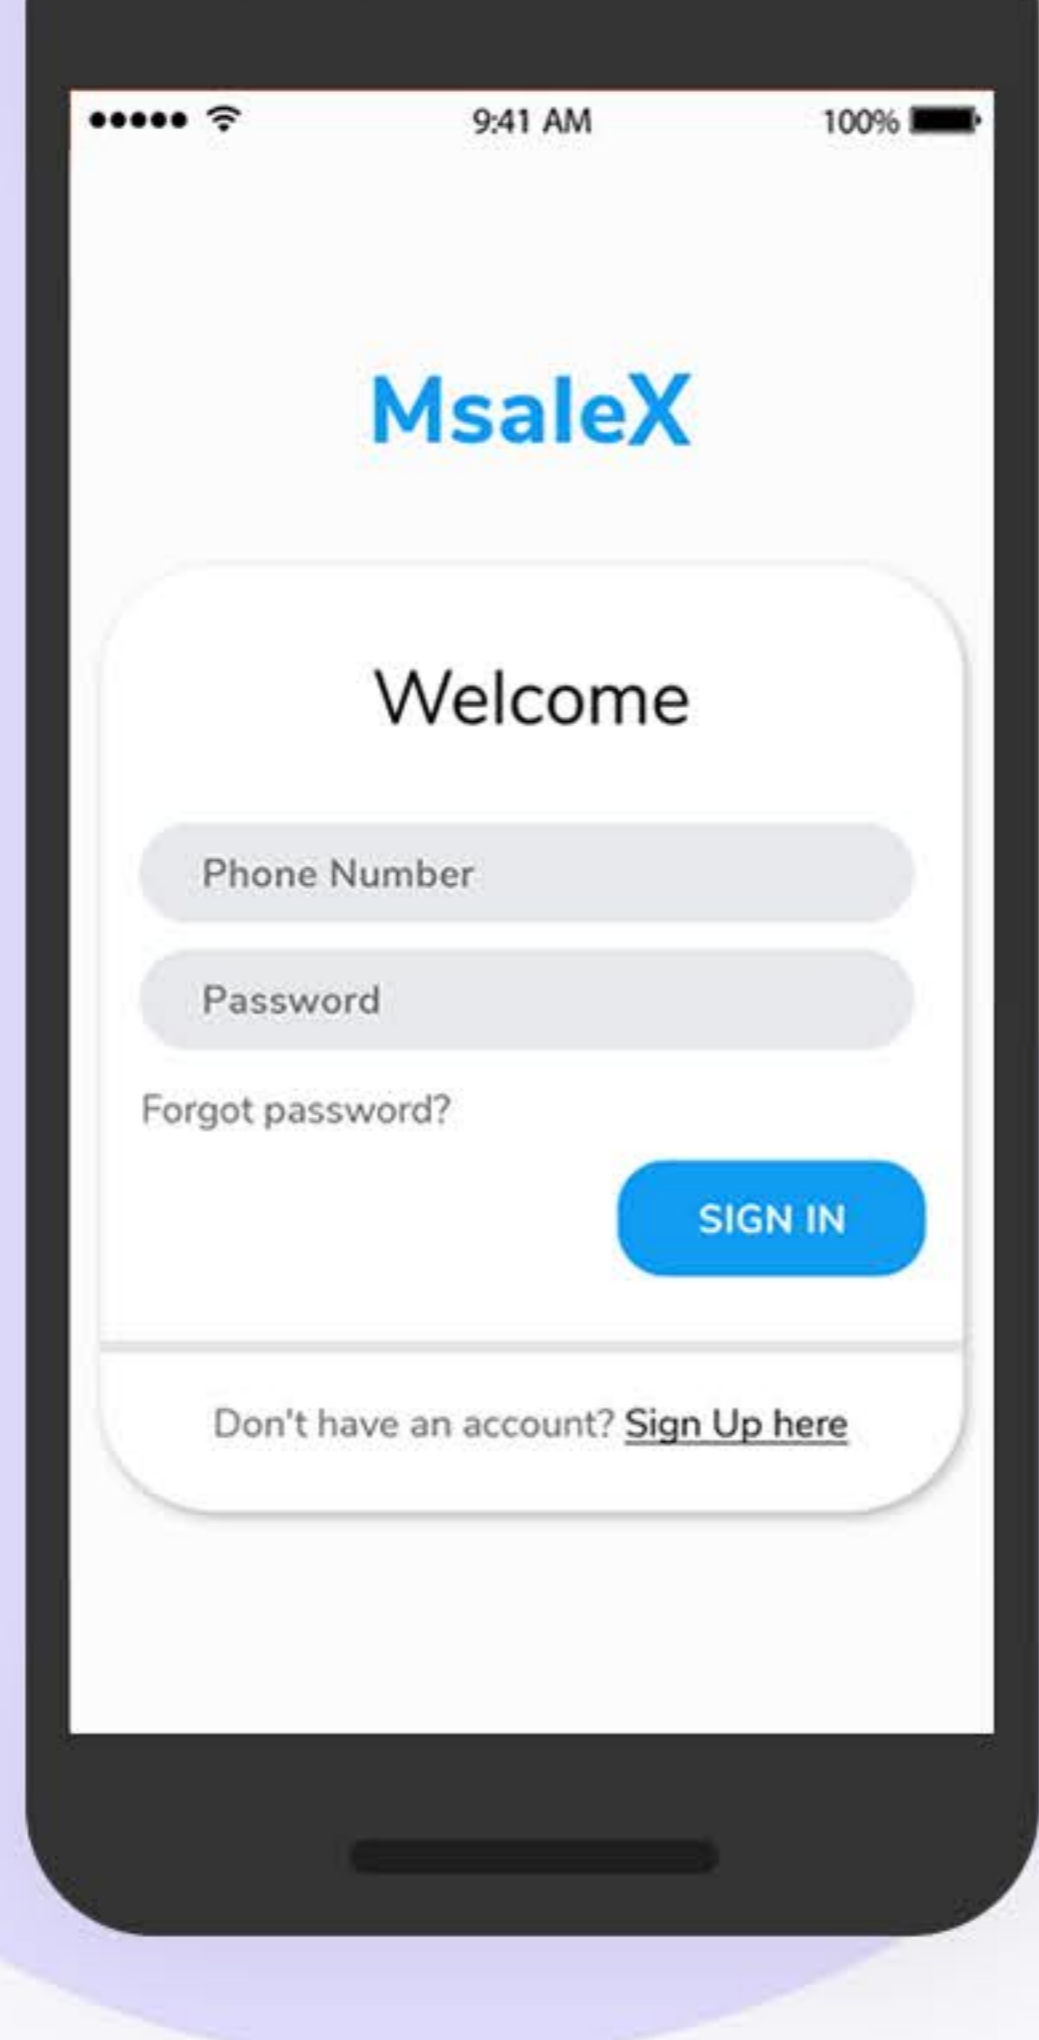 9:41 AM 100%
MsaleX
Welcome
Phone Number
Password
Forgot password?
SIGN IN
Don't have an account? Sign Up here